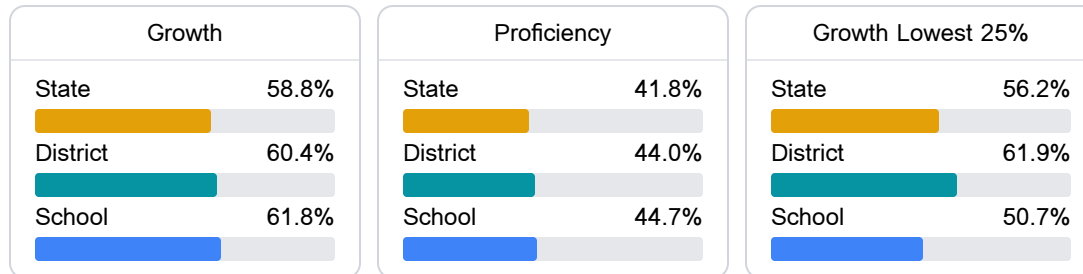 Growth
State 58.8%
District 60.4%
School 61.8%
Proficiency
State 41.8%
District 44.0%
School 44.7%
Growth Lowest 25%
State 56.2%
District 61.9%
School 50.7%